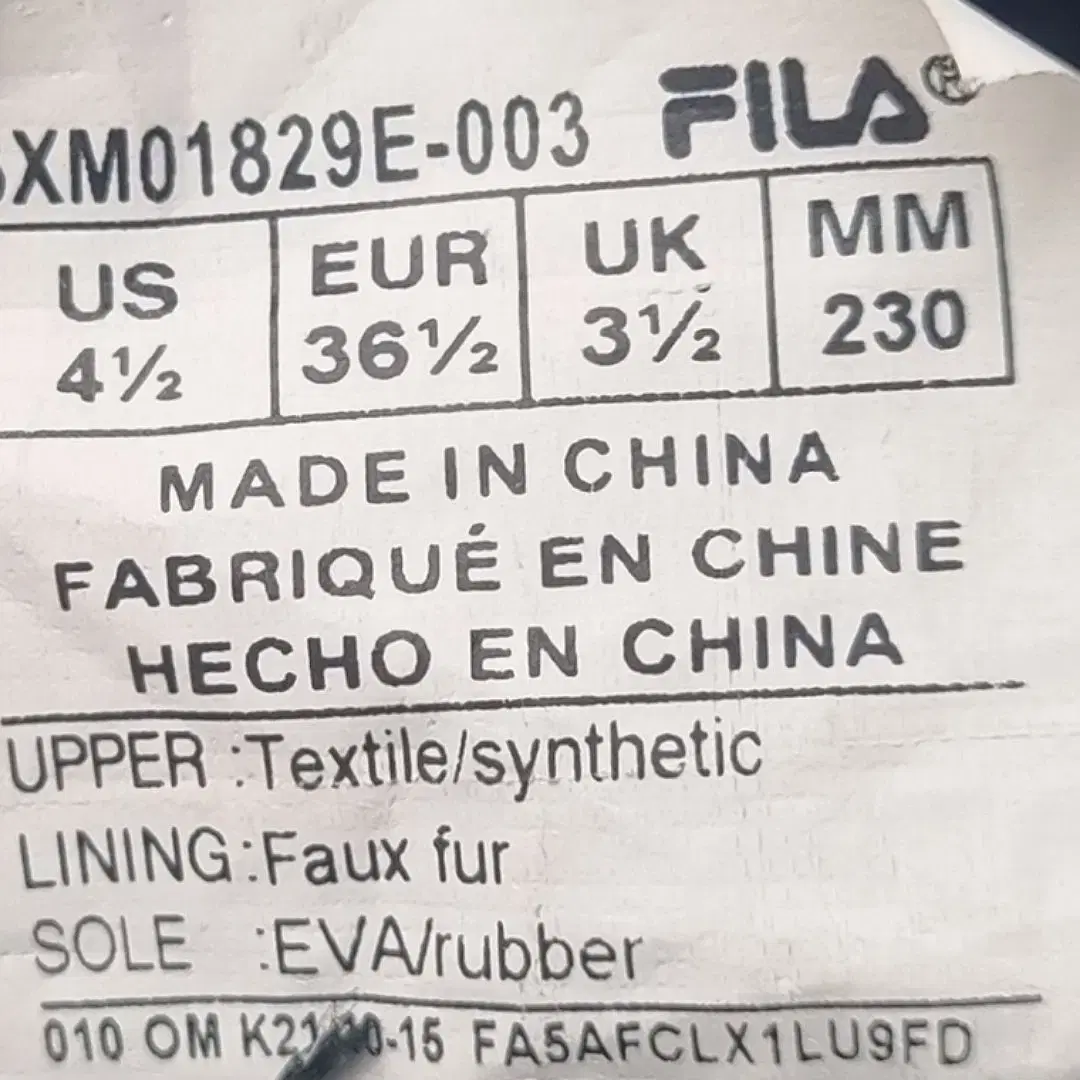 XM01829E-003 FILA®
US EUR UK MM
4½ 36½ 3½ 230
MADE IN CHINA
FABRIQUÉ EN CHINE
HECHO EN CHINA
UPPER :Textile/synthetic
LINING:Faux fur
SOLE :EVA/rubber
010 OM FA5AFCLX1LU9FD